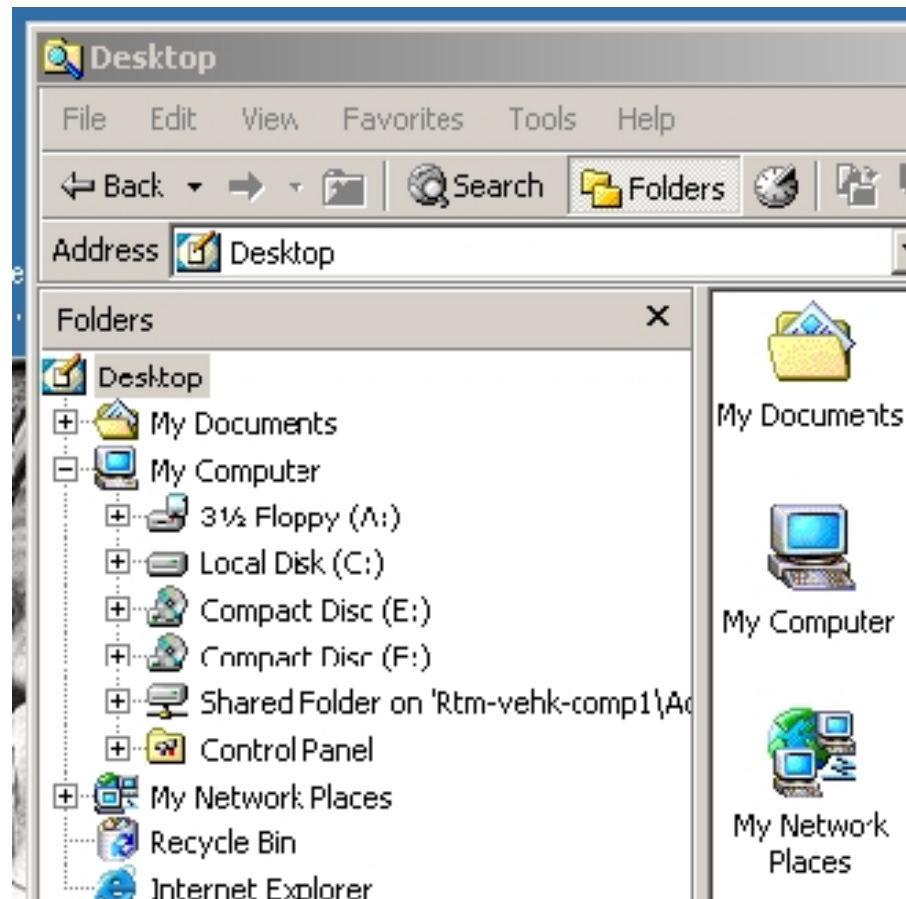 Desktop
File Edit View Favorites Tools Help
Back Search Folders
Address Desktop
Folders
Desktop
My Documents
My Computer
3½ Floppy (A:)
Local Disk (C:)
Compact Disc (E:)
Compact Disc (F:)
Shared Folder on 'Rtm-vehk-comp1\Ac
Control Panel
My Network Places
Recycle Bin
Internet Explorer
My Documents
My Computer
My Network
Places